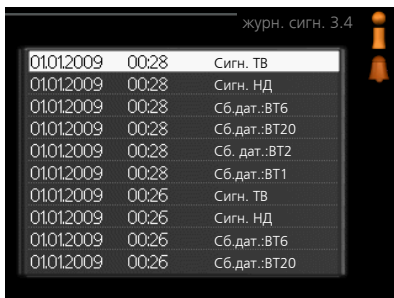 журн. сигн. 3.4
01.01.2009 00:28 Сигн. ТВ
01.01.2009 00:28 Сигн. НД
01.01.2009 00:28 Сб.дат.:ВТ6
01.01.2009 00:28 Сб.дат.:ВТ20
01.01.2009 00:28 Сб. дат.:ВТ2
01.01.2009 00:28 Сб.дат.:ВТ1
01.01.2009 00:26 Сигн. ТВ
01.01.2009 00:26 Сигн. НД
01.01.2009 00:26 Сб.дат.:ВТ6
01.01.2009 00:26 Сб.дат.:ВТ20